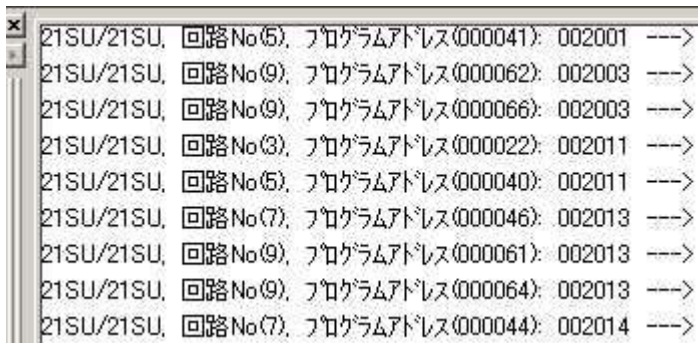 21SU/21SU, 回路No(5), プログラムアドレス(000041): 002001 --->
21SU/21SU, 回路No(9), プログラムアドレス(000062): 002003 --->
21SU/21SU, 回路No(9), プログラムアドレス(000066): 002003 --->
21SU/21SU, 回路No(3), プログラムアドレス(000022): 002011 --->
21SU/21SU, 回路No(5), プログラムアドレス(000040): 002011 --->
21SU/21SU, 回路No(7), プログラムアドレス(000046): 002013 --->
21SU/21SU, 回路No(9), プログラムアドレス(000061): 002013 --->
21SU/21SU, 回路No(9), プログラムアドレス(000064): 002013 --->
21SU/21SU, 回路No(7), プログラムアドレス(000044): 002014 --->